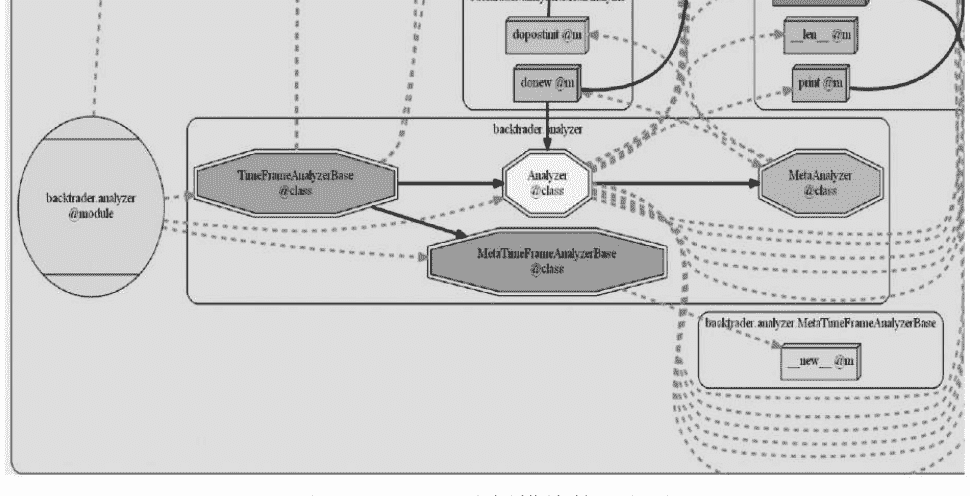 dopostinit @m
__len__ @m
donew @m
print @m
backtrader.analyzer
TimeFrameAnalyzerBase
@class
Analyzer
@class
MetaAnalyzer
@class
backtrader.analyzer
@module
MetaTimeFrameAnalyzerBase
@class
backtrader.analyzer.MetaTimeFrameAnalyzerBase
__new__ @m